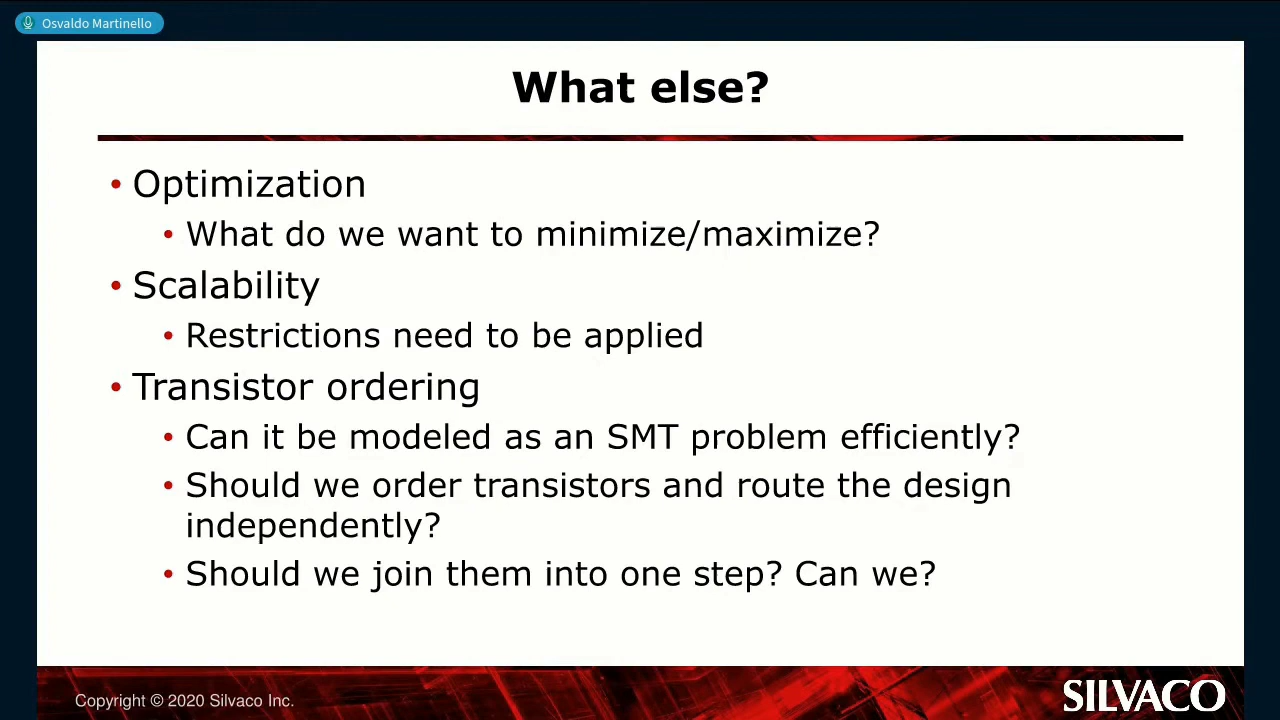 Osvaldo Martinello
What else?
• Optimization
• What do we want to minimize/maximize?
• Scalability
• Restrictions need to be applied
• Transistor ordering
• Can it be modeled as an SMT problem efficiently?
• Should we order transistors and route the design
independently?
• Should we join them into one step? Can we?
Copyright © 2020 Silvaco Inc.
SILVACO